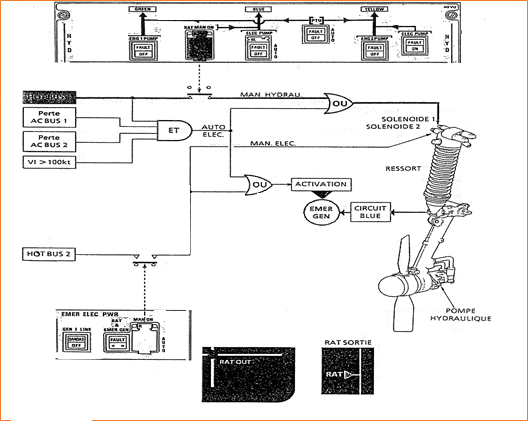 GREEN
BLUE
YELLOW
40VU
HYD
RAT MAN ON
PTU
HYD
ENG 1 PUMP
FAULT
OFF
ELEC PUMP
FAULT
OFF
AUTO
FAULT
OFF
AUTO
ENG 2 PUMP
FAULT
OFF
ELEC PUMP
FAULT
ON
MAN. HYDRAU.
OU
Perte
AC BUS 1
ET
AUTO
ELEC.
SOLENOIDE 1
SOLENOIDE 2
Perte
AC BUS 2
MAN. ELEC.
VI > 100kt
RESSORT
OU
ACTIVATION
EMER
GEN
CIRCUIT
BLUE
HOT BUS 2
POMPE
HYDRAULIQUE
EMER ELEC PWR
GEN 1 LINE
SMOKE
OFF
RAT
&
EMER GEN
FAULT
MAN ON
AUTO
RAT OUT
RAT SORTIE
RAT